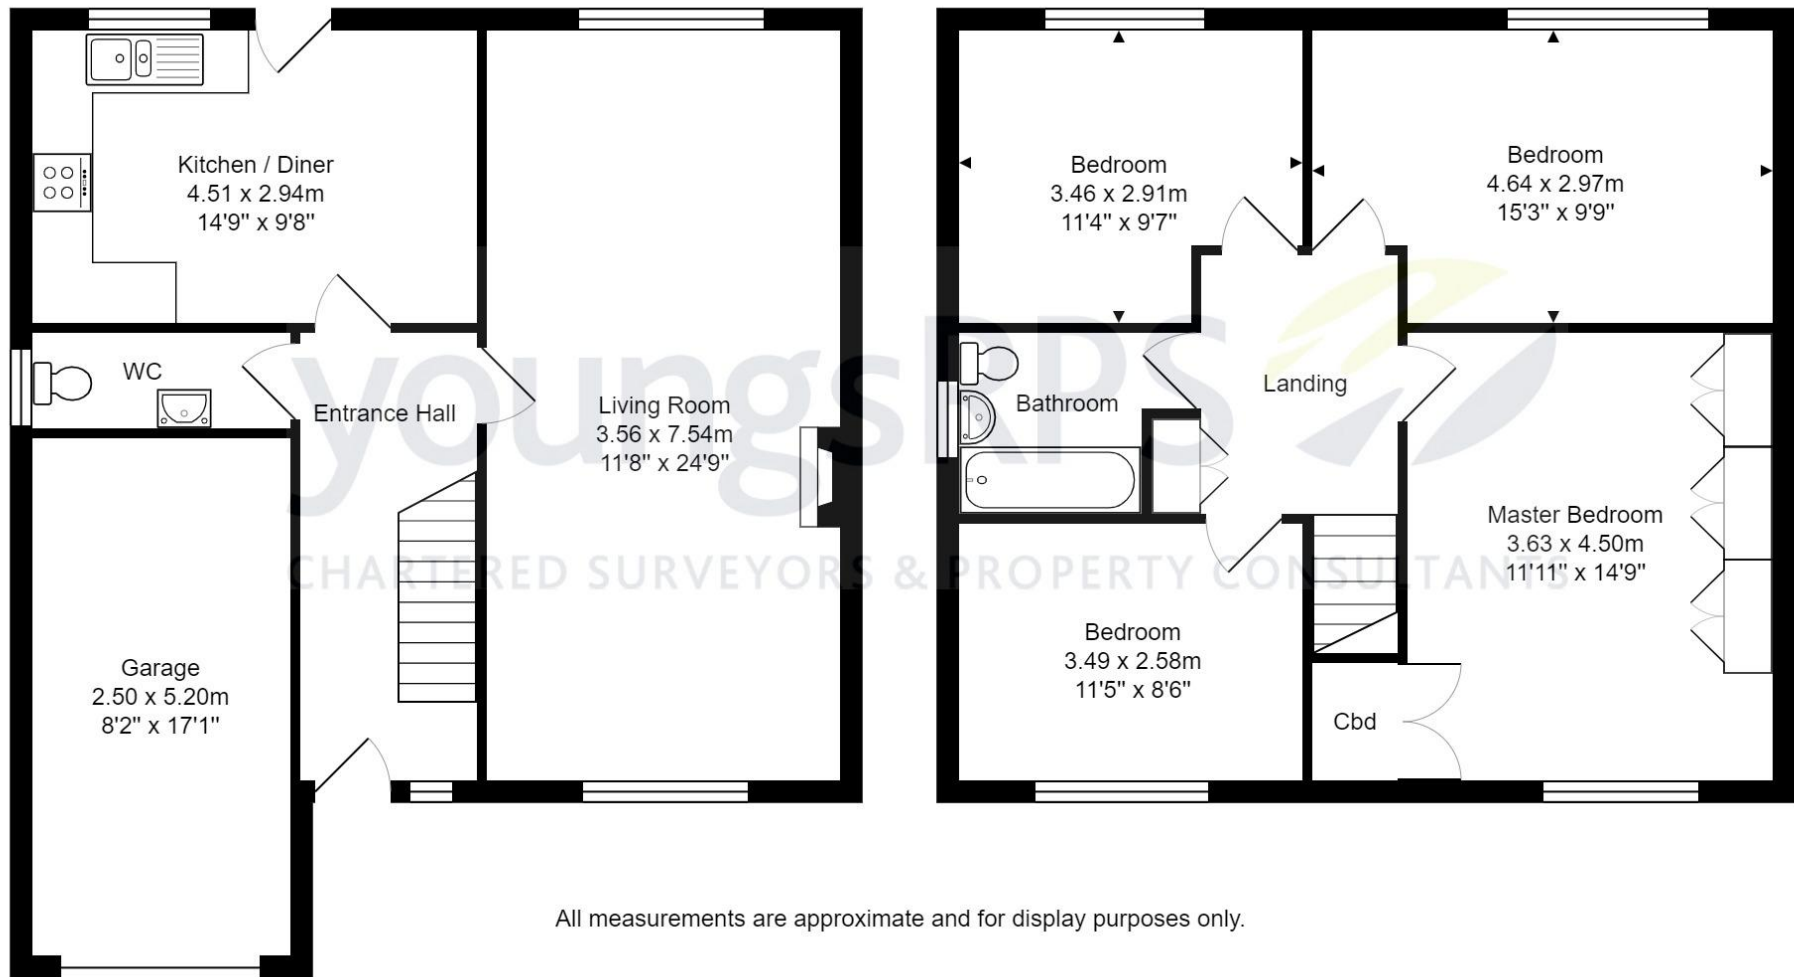 Kitchen / Diner
4.51 x 2.94m
14'9" x 9'8"
WC
Entrance Hall
Living Room
3.56 x 7.54m
11'8" x 24'9"
Garage
2.50 x 5.20m
8'2" x 17'1"
Bedroom
3.46 x 2.91m
11'4" x 9'7"
Bedroom
4.64 x 2.97m
15'3" x 9'9"
Bathroom
Landing
Master Bedroom
3.63 x 4.50m
11'11" x 14'9"
Bedroom
3.49 x 2.58m
11'5" x 8'6"
Cbd
youngsRPS
CHARTERED SURVEYORS & PROPERTY CONSULTANTS
All measurements are approximate and for display purposes only.